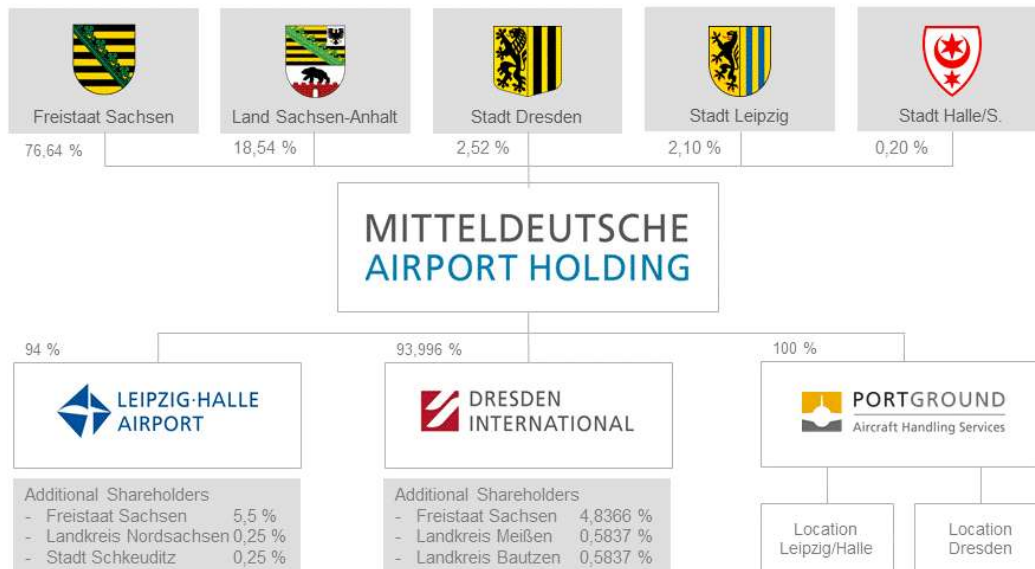 Freistaat Sachsen
Land Sachsen-Anhalt
Stadt Dresden
Stadt Leipzig
Stadt Halle/S.
76,64 %
18,54 %
2,52 %
2,10 %
0,20 %
MITTELDEUTSCHE
AIRPORT HOLDING
94 %
93,996 %
100 %
LEIPZIG·HALLE
AIRPORT
DRESDEN
INTERNATIONAL
PORTGROUND
Aircraft Handling Services
Additional Shareholders
- Freistaat Sachsen 5,5 %
- Landkreis Nordsachsen 0,25 %
- Stadt Schkeuditz 0,25 %
Additional Shareholders
- Freistaat Sachsen 4,8366 %
- Landkreis Meißen 0,5837 %
- Landkreis Bautzen 0,5837 %
Location
Leipzig/Halle
Location
Dresden